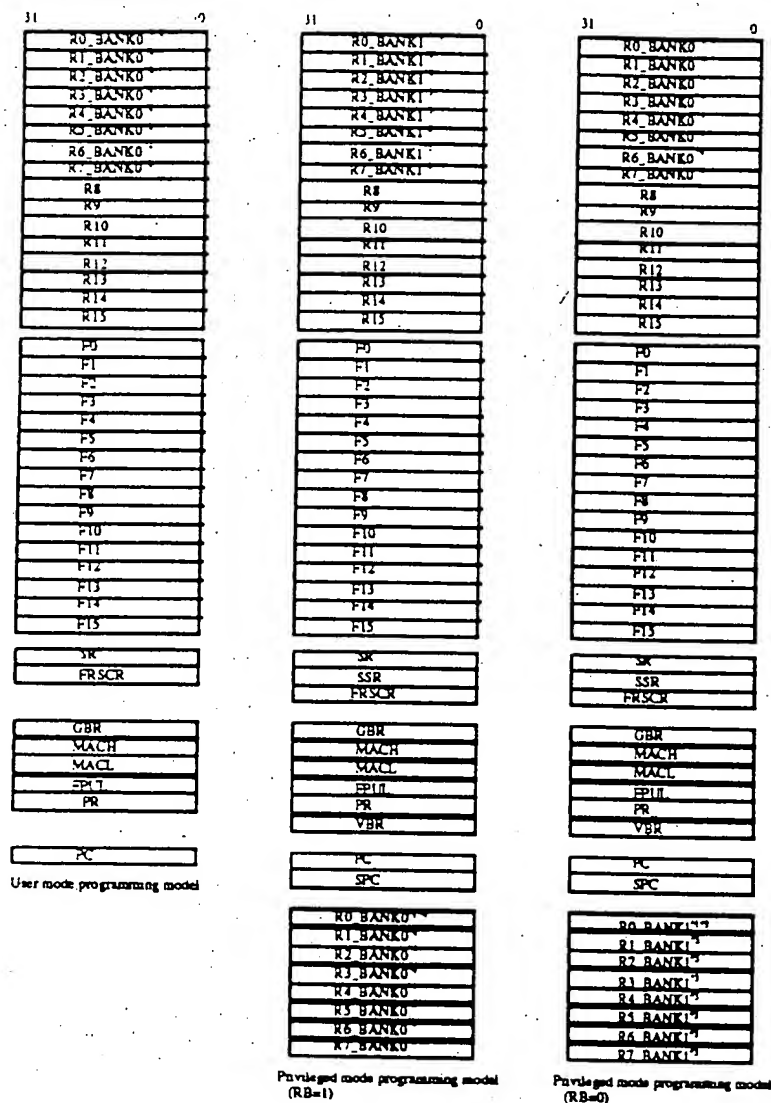 31 0
R0_BANK0
R1_BANK0
R2_BANK0
R3_BANK0
R4_BANK0
R5_BANK0
R6_BANK0
R7_BANK0
R8
R9
R10
R11
R12
R13
R14
R15
F0
F1
F2
F3
F4
F5
F6
F7
F8
F9
F10
F11
F12
F13
F14
F15
SR
FRSCR
GBR
MACH
MACL
FPUL
PR
PC
User mode programming model
31 0
R0_BANK1
R1_BANK1
R2_BANK1
R3_BANK1
R4_BANK1
R5_BANK1
R6_BANK1
R7_BANK1
R8
R9
R10
R11
R12
R13
R14
R15
F0
F1
F2
F3
F4
F5
F6
F7
F8
F9
F10
F11
F12
F13
F14
F15
SR
SSR
FRSCR
GBR
MACH
MACL
FPUL
PR
VBR
PC
SPC
R0_BANK0
R1_BANK0
R2_BANK0
R3_BANK0
R4_BANK0
R5_BANK0
R6_BANK0
R7_BANK0
Privileged mode programming model
(RB=1)
31 0
R0_BANK0
R1_BANK0
R2_BANK0
R3_BANK0
R4_BANK0
R5_BANK0
R6_BANK0
R7_BANK0
R8
R9
R10
R11
R12
R13
R14
R15
F0
F1
F2
F3
F4
F5
F6
F7
F8
F9
F10
F11
F12
F13
F14
F15
SR
SSR
FRSCR
GBR
MACH
MACL
FPUL
PR
VBR
PC
SPC
R0_BANK1
R1_BANK1*3
R2_BANK1*3
R3_BANK1*3
R4_BANK1*3
R5_BANK1*3
R6_BANK1*3
R7_BANK1*3
Privileged mode programming model
(RB=0)